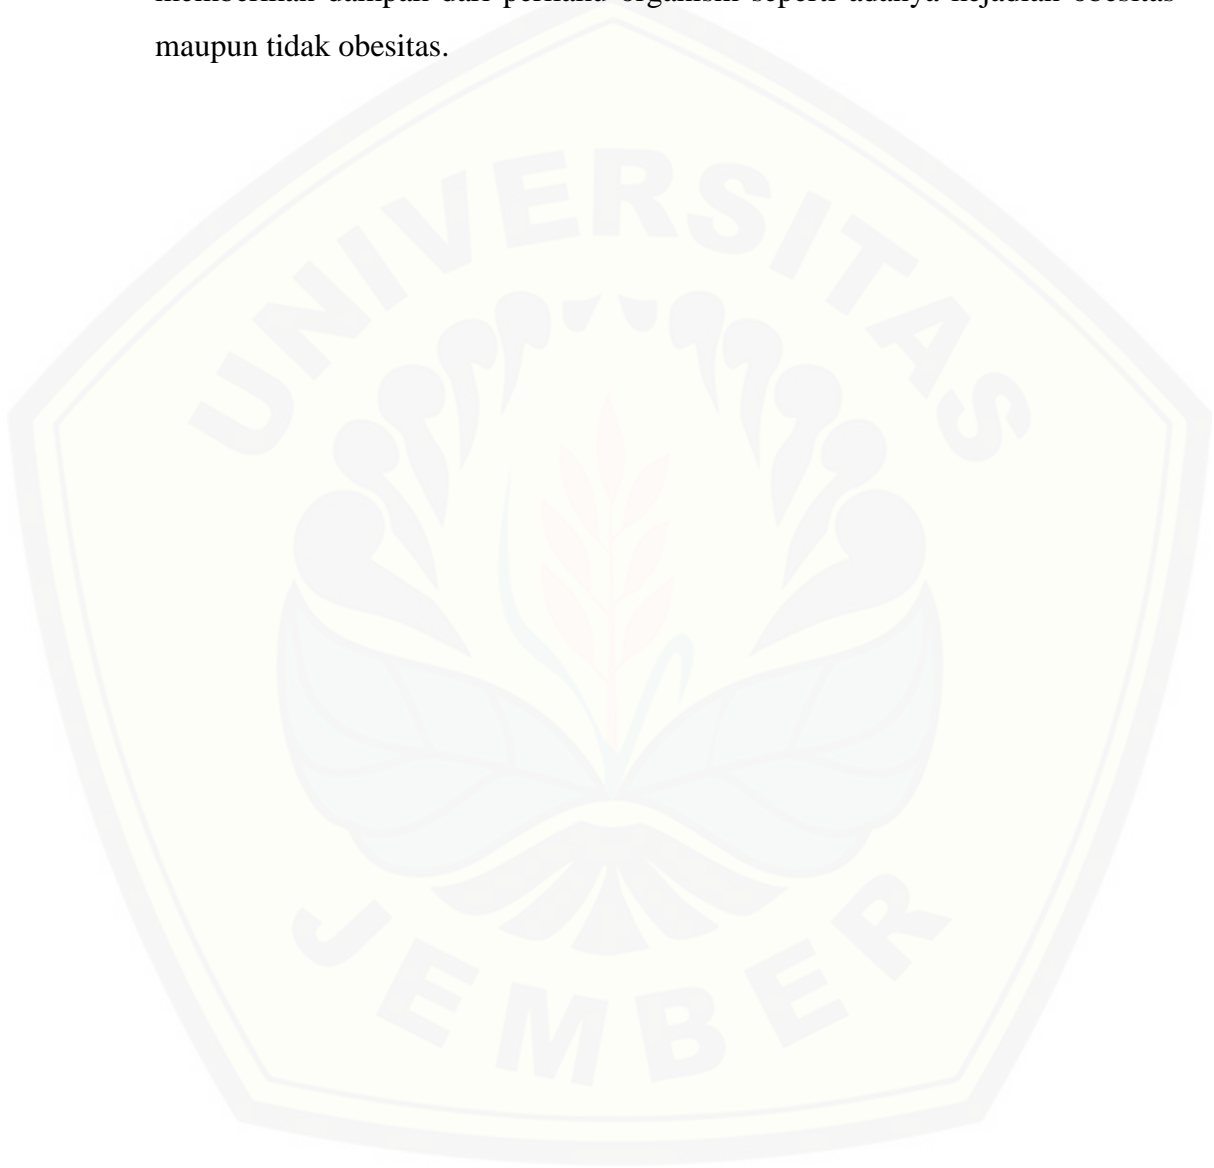 memberikan dampak dari perilaku organism seperti adanya kejadian obesitas
maupun tidak obesitas.
UNIVERSITAS
JEMBER